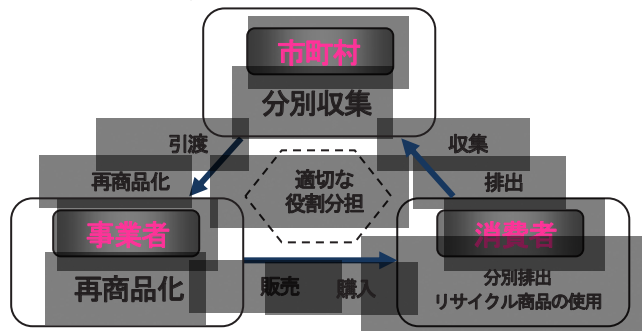 市町村
分別収集
引渡
収集
再商品化
適切な
役割分担
排出
事業者
再商品化
消費者
分別排出
リサイクル商品の使用
販売
購入